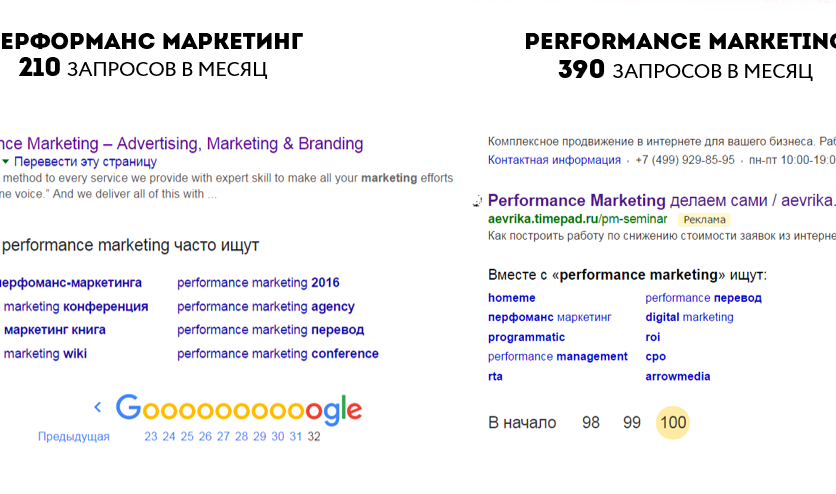 ЕРФОРМАНС МАРКЕТИНГ
210 ЗАПРОСОВ В МЕСЯЦ
nce Marketing – Advertising, Marketing & Branding
Перевести эту страницу
method to every service we provide with expert skill to make all your marketing efforts
ne voice.” And we deliver all of this with ...
performance marketing часто ищут
перфоманс-маркетинга performance marketing 2016
marketing конференция performance marketing agency
маркетинг книга performance marketing перевод
marketing wiki performance marketing conference
Goooooooooogle
Предыдущая 23 24 25 26 27 28 29 30 31 32
PERFORMANCE MARKETING
390 ЗАПРОСОВ В МЕСЯЦ
Комплексное продвижение в интернете для вашего бизнеса. Раб
Контактная информация · +7 (499) 929-85-95 · пн-пт 10:00-19:0
Performance Marketing делаем сами / aevrika.
aevrika.timepad.ru/pm-seminar Реклама
Как построить работу по снижению стоимости заявок из интерне
Вместе с «performance marketing» ищут:
homeme performance перевод
перфоманс маркетинг digital marketing
programmatic roi
performance management cpo
rta arrowmedia
В начало 98 99 100